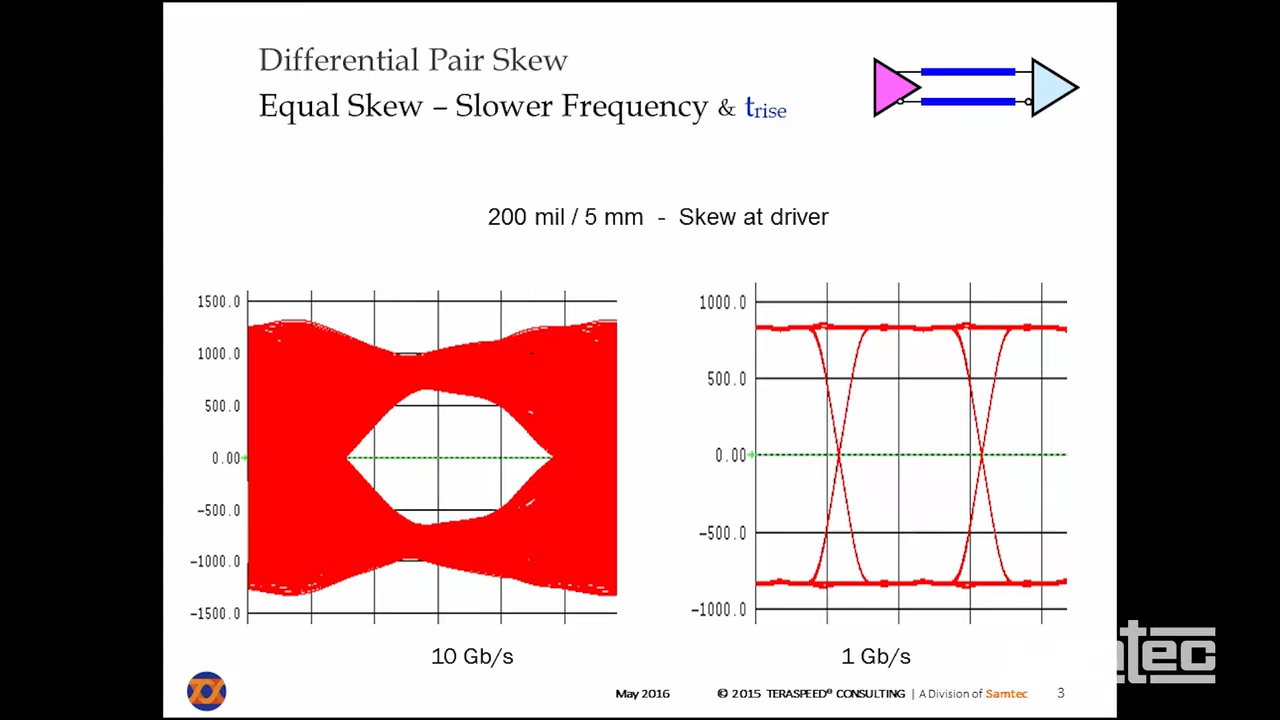 Differential Pair Skew
Equal Skew – Slower Frequency & trise
200 mil / 5 mm - Skew at driver
1500.0
1000.0
500.0
0.00
-500.0
-1000.0
-1500.0
1000.0
500.0
0.00
-500.0
-1000.0
10 Gb/s
1 Gb/s
May 2016
© 2015 TERASPEED® CONSULTING | A Division of Samtec
3